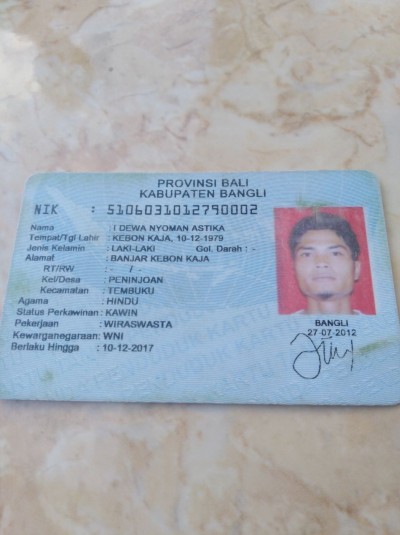 PROVINSI BALI
KABUPATEN BANGLI
NIK : 5106031012790002
Nama : I DEWA NYOMAN ASTIKA
Tempat/Tgl Lahir : KEBON KAJA, 10-12-1979
Jenis Kelamin : LAKI-LAKI Gol. Darah : -
Alamat : BANJAR KEBON KAJA
RT/RW : - / -
Kel/Desa : PENINJOAN
Kecamatan : TEMBUKU
Agama : HINDU
Status Perkawinan: KAWIN
Pekerjaan : WIRASWASTA
Kewarganegaraan: WNI
Berlaku Hingga : 10-12-2017
BANGLI
27-07-2012